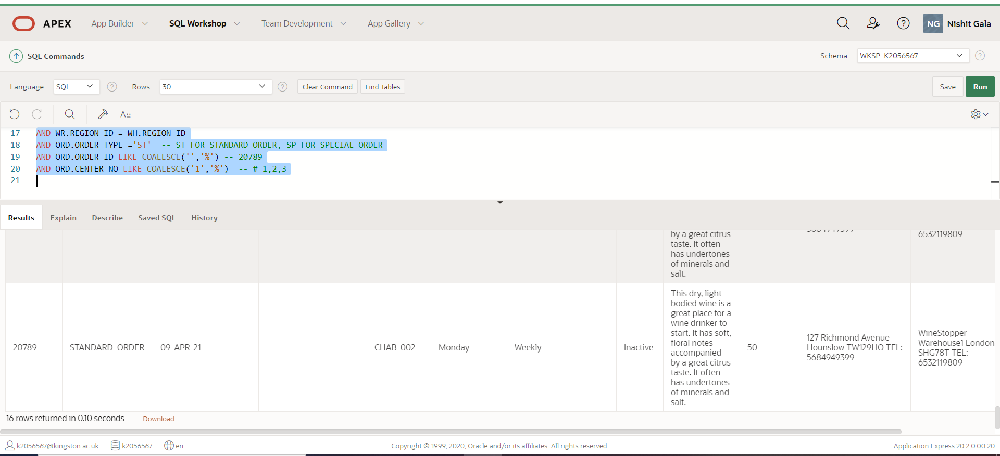 APEX App Builder SQL Workshop Team Development App Gallery NG Nishit Gala
SQL Commands Schema WKSP_K2056567
Language SQL Rows 30 Clear Command Find Tables Save Run
A::
17 AND WR.REGION_ID = WH.REGION_ID
18 AND ORD.ORDER_TYPE ='ST' -- ST FOR STANDARD ORDER, SP FOR SPECIAL ORDER
19 AND ORD.ORDER_ID LIKE COALESCE('','%') -- 20789
20 AND ORD.CENTER_NO LIKE COALESCE('1','%') -- # 1,2,3
21
Results Explain Describe Saved SQL History
by a great citrus
taste. It often
has undertones
of minerals and
salt.
6532119809
20789 STANDARD_ORDER 09-APR-21 - CHAB_002 Monday Weekly Inactive
This dry, light-
bodied wine is a
great place for a
wine drinker to
start. It has soft,
floral notes
accompanied
by a great citrus
taste. It often
has undertones
of minerals and
salt.
50
127 Richmond Avenue
Hounslow TW129HO TEL:
5684949399
WineStopper
Warehouse1 London
SHG78T TEL:
6532119809
16 rows returned in 0.10 seconds Download
k2056567@kingston.ac.uk k2056567 en Copyright © 1999, 2020, Oracle and/or its affiliates. All rights reserved. Application Express 20.2.0.00.20